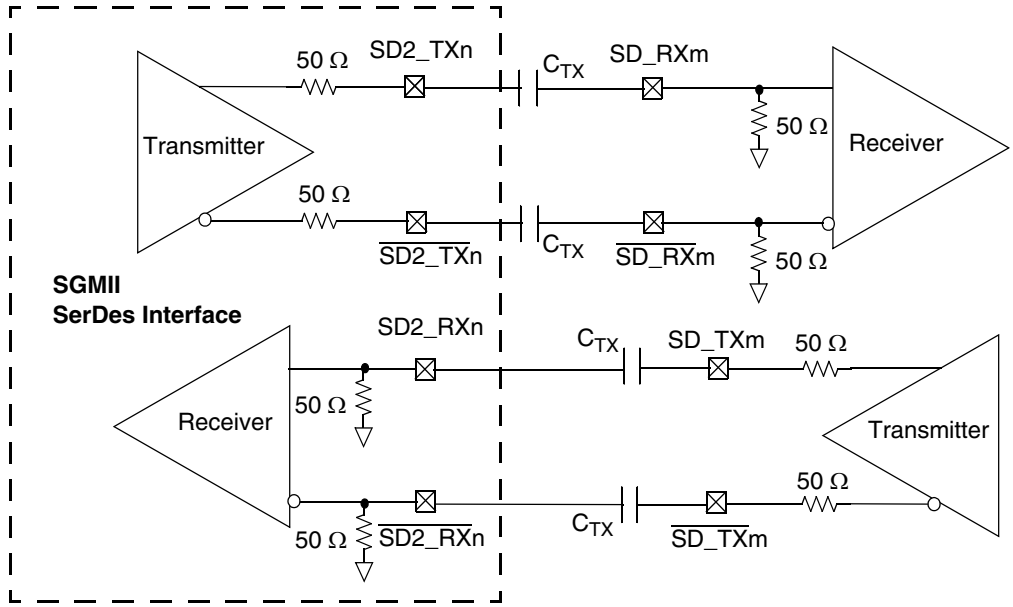 50 Ω
SD2_TXn
C_TX
SD_RXm
50 Ω
Transmitter
Receiver
50 Ω
SD2_TXn
C_TX
SD_RXm
50 Ω
SGMII
SerDes Interface
SD2_RXn
C_TX
SD_TXm
50 Ω
50 Ω
Receiver
Transmitter
50 Ω
50 Ω
SD2_RXn
C_TX
SD_TXm